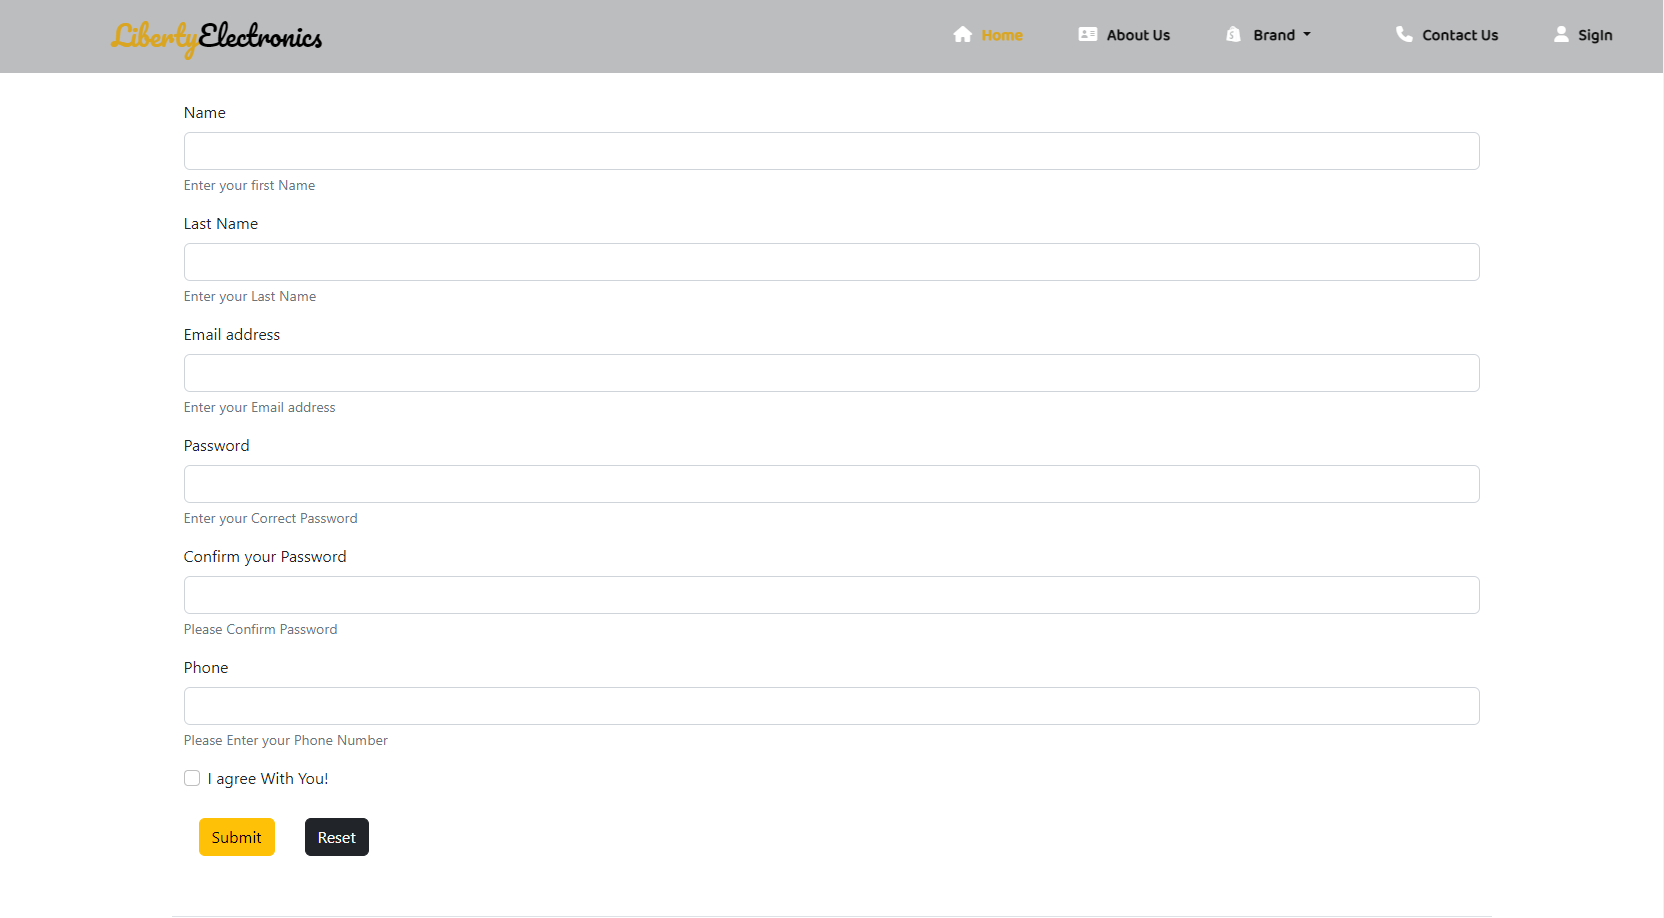 LibertyElectronics Home About Us Brand Contact Us SigIn
Name
Enter your first Name
Last Name
Enter your Last Name
Email address
Enter your Email address
Password
Enter your Correct Password
Confirm your Password
Please Confirm Password
Phone
Please Enter your Phone Number
I agree With You!
Submit Reset